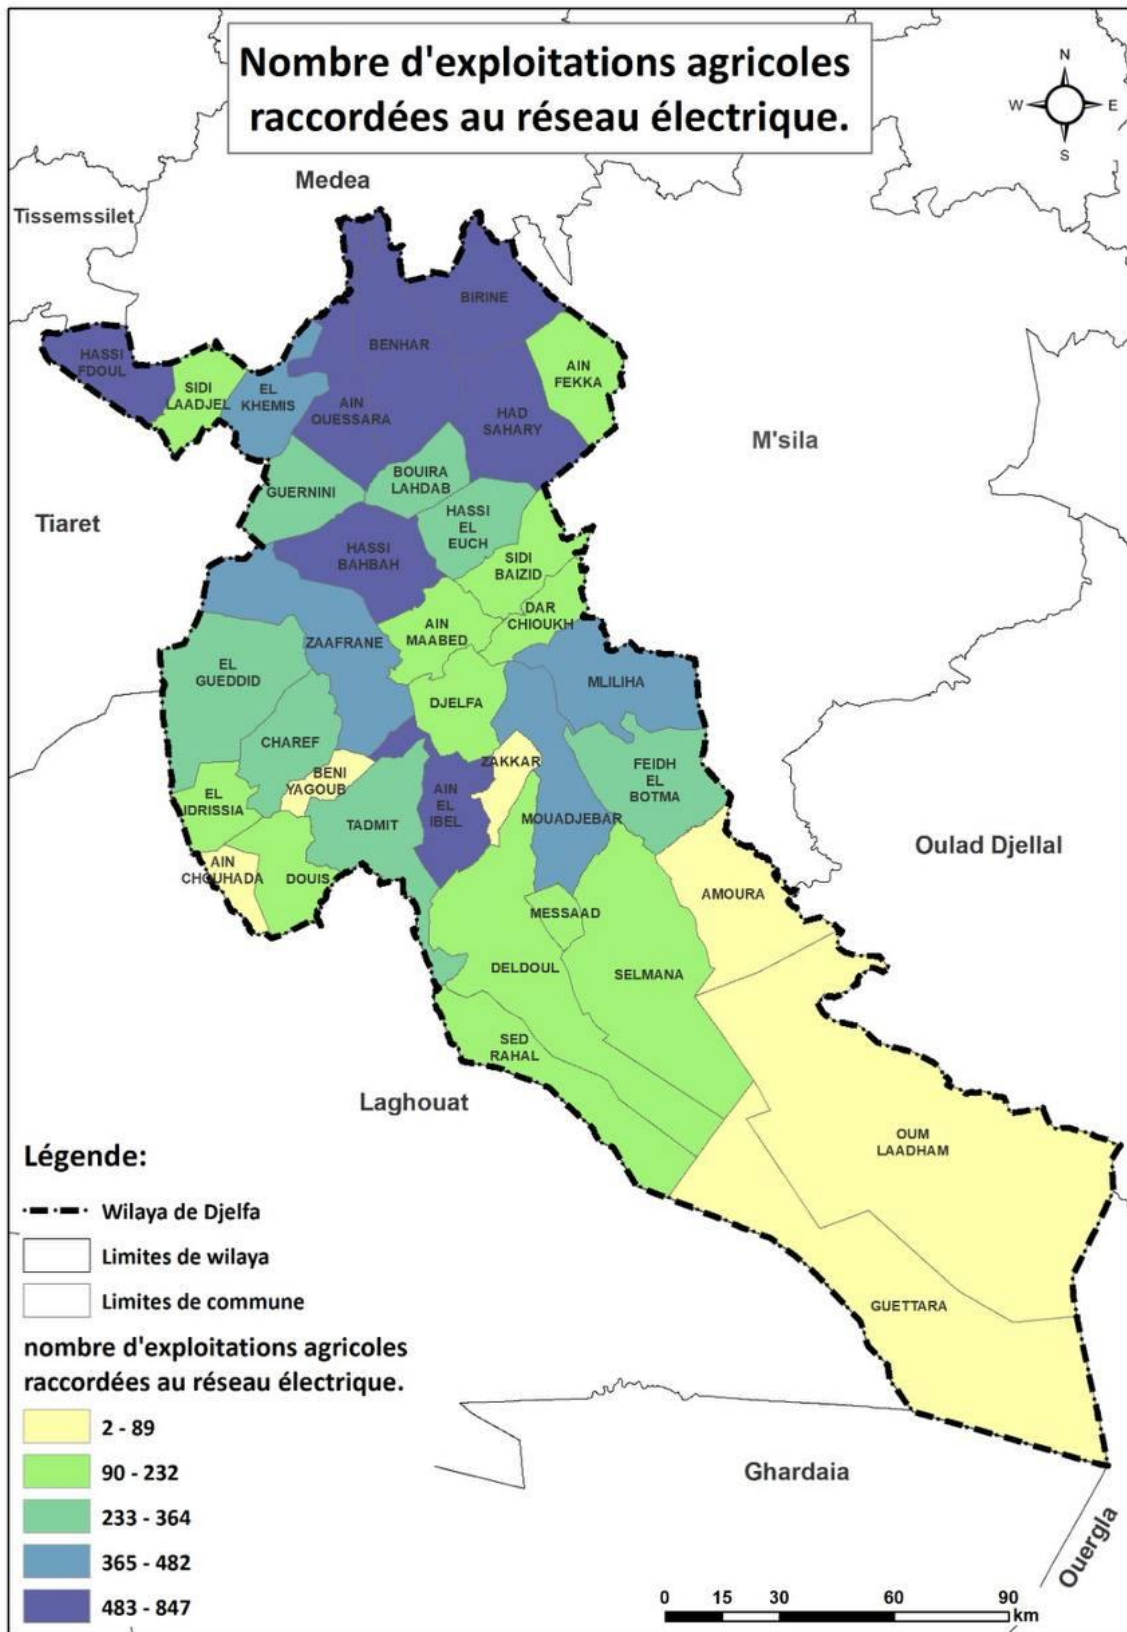 Nombre d'exploitations agricoles
raccordées au réseau électrique.
N
W
E
S
Medea
Tissemssilet
BIRINE
BENHAR
HASSI
FDOUL
AIN
FEKKA
SIDI
LAADJEL
EL
KHEMIS
AIN
OUESSARA
HAD
SAHARY
M'sila
BOUIRA
LAHDAB
GUERNINI
Tiaret
HASSI
EL
EUCH
HASSI
BAHBAH
SIDI
BAIZID
DAR
CHIOUKH
AIN
MAABED
ZAAFRANE
EL
GUEDDID
MLILIHA
DJELFA
CHAREF
ZAKKAR
FEIDH
EL
BOTMA
BENI
YAGOUB
AIN
EL
IBEL
EL
IDRISSIA
TADMIT
MOUADJEBAR
Oulad Djellal
AIN
CHOUHADA
DOUIS
AMOURA
MESSAAD
DELDOUL
SELMANA
SED
RAHAL
Laghouat
OUM
LAADHAM
GUETTARA
Ghardaia
Ouergla
Légende:
Wilaya de Djelfa
Limites de wilaya
Limites de commune
nombre d'exploitations agricoles
raccordées au réseau électrique.
2 - 89
90 - 232
233 - 364
365 - 482
483 - 847
0 15 30 60 90
km